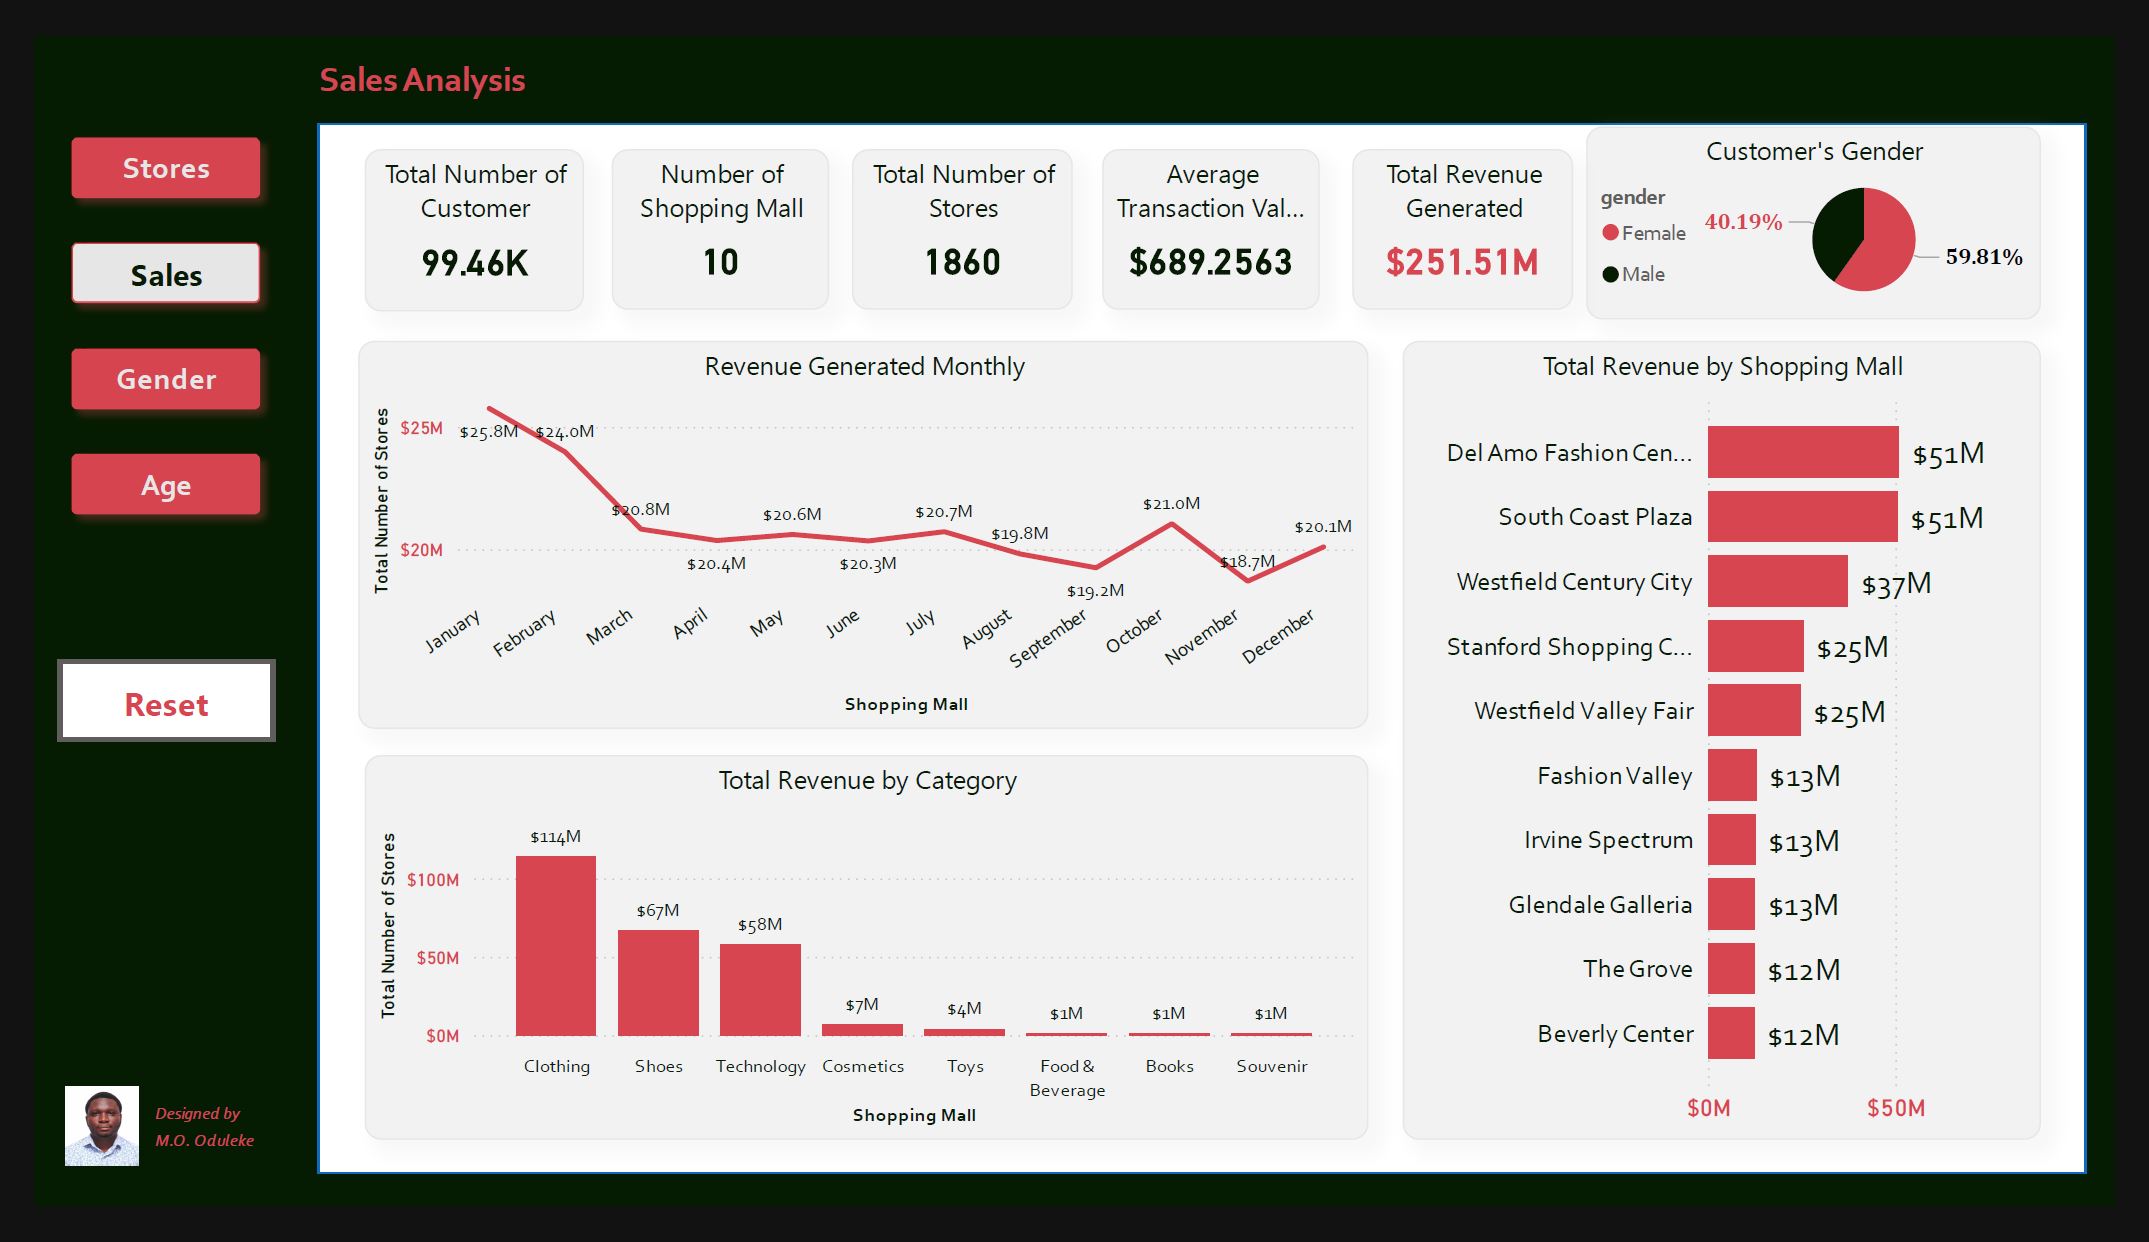 Sales Analysis
Stores
Sales
Gender
Age
Reset
Designed by
M.O. Oduleke
Total Number of
Customer
99.46K
Number of
Shopping Mall
10
Total Number of
Stores
1860
Average
Transaction Val...
$689.2563
Total Revenue
Generated
$251.51M
Customer's Gender
gender
Female
Male
40.19%
59.81%
Revenue Generated Monthly
Total Number of Stores
$25M
$20M
$25.8M
$24.0M
$20.8M
$20.4M
$20.6M
$20.3M
$20.7M
$19.8M
$19.2M
$21.0M
$18.7M
$20.1M
January
February
March
April
May
June
July
August
September
October
November
December
Shopping Mall
Total Revenue by Category
Total Number of Stores
$100M
$50M
$0M
$114M
$67M
$58M
$7M
$4M
$1M
$1M
$1M
Clothing
Shoes
Technology
Cosmetics
Toys
Food &
Beverage
Books
Souvenir
Shopping Mall
Total Revenue by Shopping Mall
Del Amo Fashion Cen... $51M
South Coast Plaza $51M
Westfield Century City $37M
Stanford Shopping C... $25M
Westfield Valley Fair $25M
Fashion Valley $13M
Irvine Spectrum $13M
Glendale Galleria $13M
The Grove $12M
Beverly Center $12M
$0M
$50M